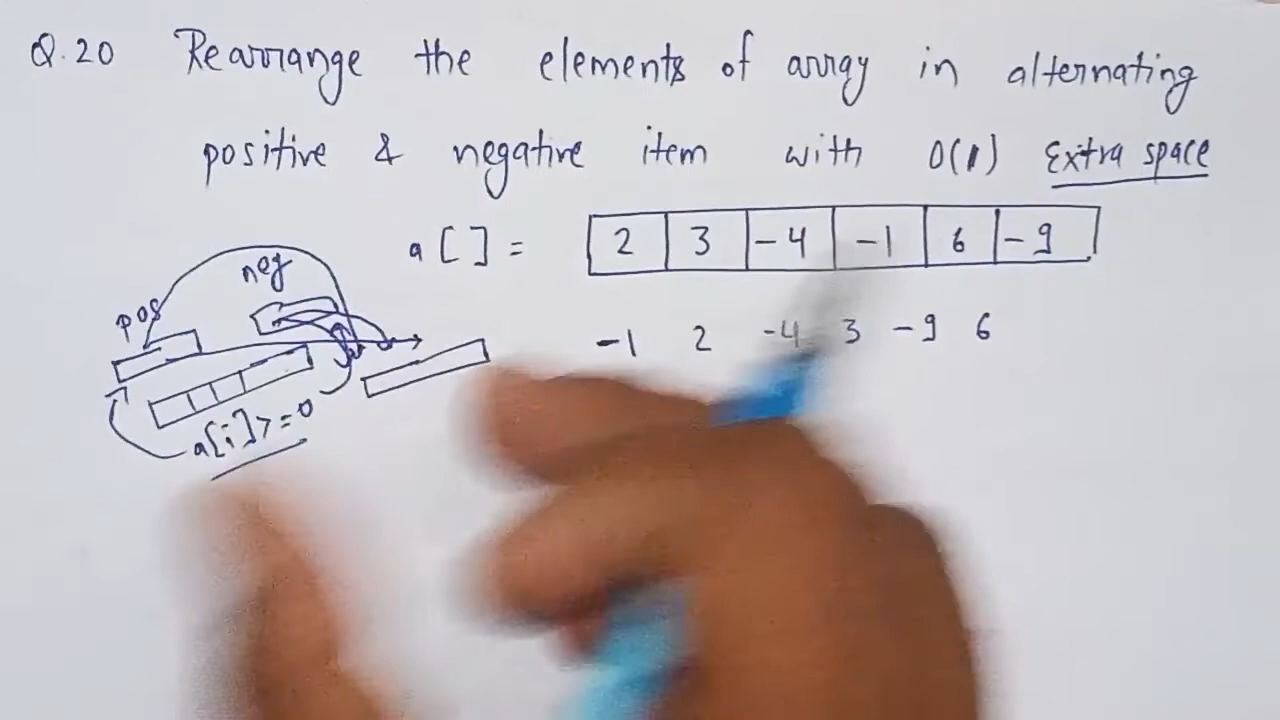 Q.20 Rearrange the elements of array in alternating
positive & negative item with O(1) Extra space
a [ ] = 2 3 -4 -1 6 -9
neg
pos
-1 2 -4 3 -9 6
a[i]>=0